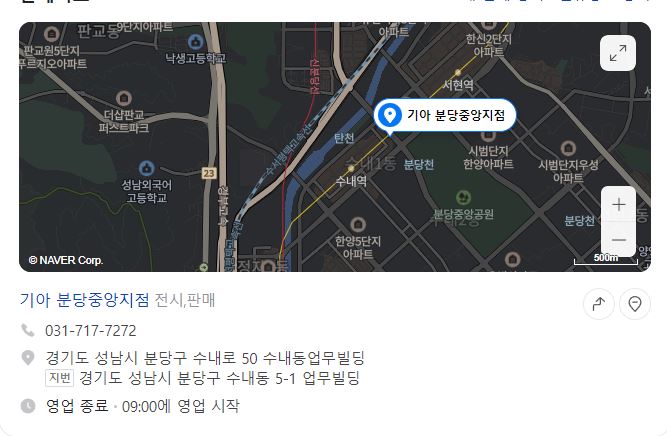 판교동
9단지아파트
판교원5단지
푸르지오아파트
낙생고등학교
신분당선
아파트
한신2단지
아파트
서현역
더샵판교
퍼스트파크
기아 분당중앙지점
탄천
수내1동
분당천
시범단지
한양아파트
시범단지우성
아파트
성남외국어
고등학교
23
경부고속
수내역
분당중앙공원
수내2동
분당천
한양5단지
아파트
아파트
+
−
500m
© NAVER Corp.
기아 분당중앙지점 전시,판매
031-717-7272
경기도 성남시 분당구 수내로 50 수내동업무빌딩
지번 경기도 성남시 분당구 수내동 5-1 업무빌딩
영업 종료 · 09:00에 영업 시작